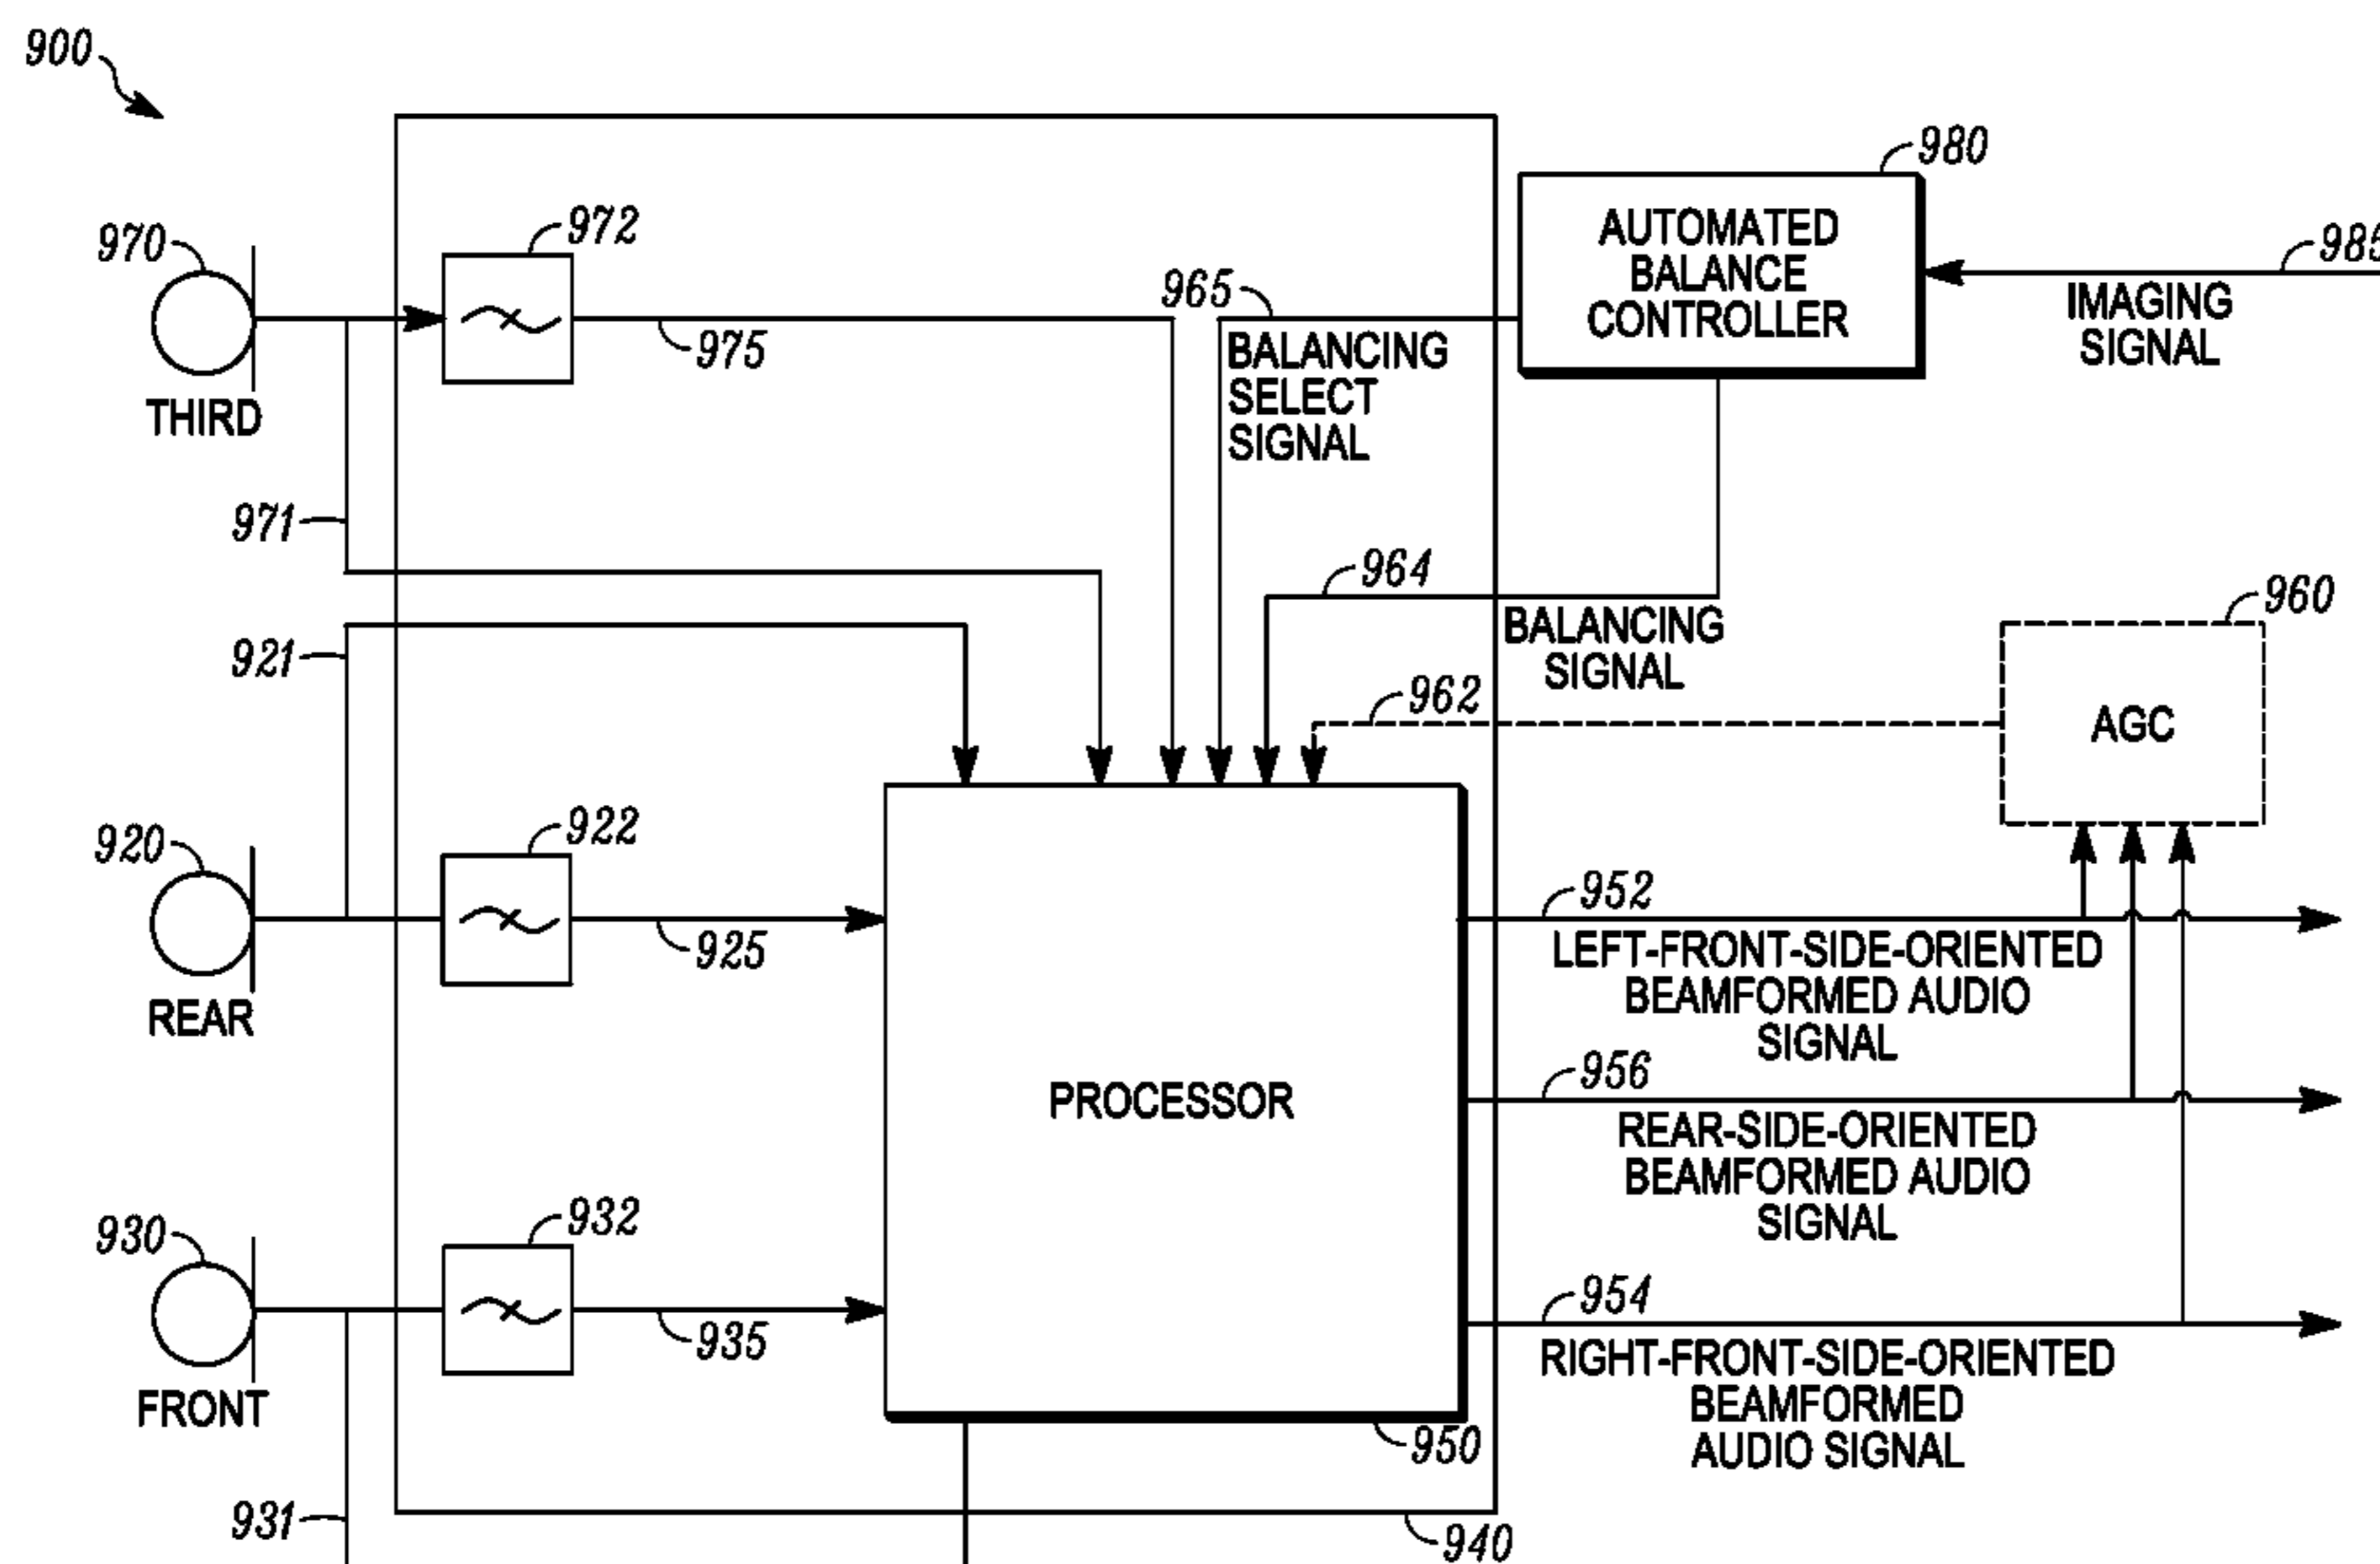 900
980
AUTOMATED
BALANCE
CONTROLLER
985
IMAGING
SIGNAL
970
THIRD
972
975
965
BALANCING
SELECT
SIGNAL
971
964
BALANCING
SIGNAL
960
AGC
921
962
920
REAR
922
925
952
LEFT-FRONT-SIDE-ORIENTED
BEAMFORMED AUDIO
SIGNAL
PROCESSOR
956
REAR-SIDE-ORIENTED
BEAMFORMED AUDIO
SIGNAL
930
FRONT
932
935
954
RIGHT-FRONT-SIDE-ORIENTED
BEAMFORMED
AUDIO SIGNAL
950
931
940